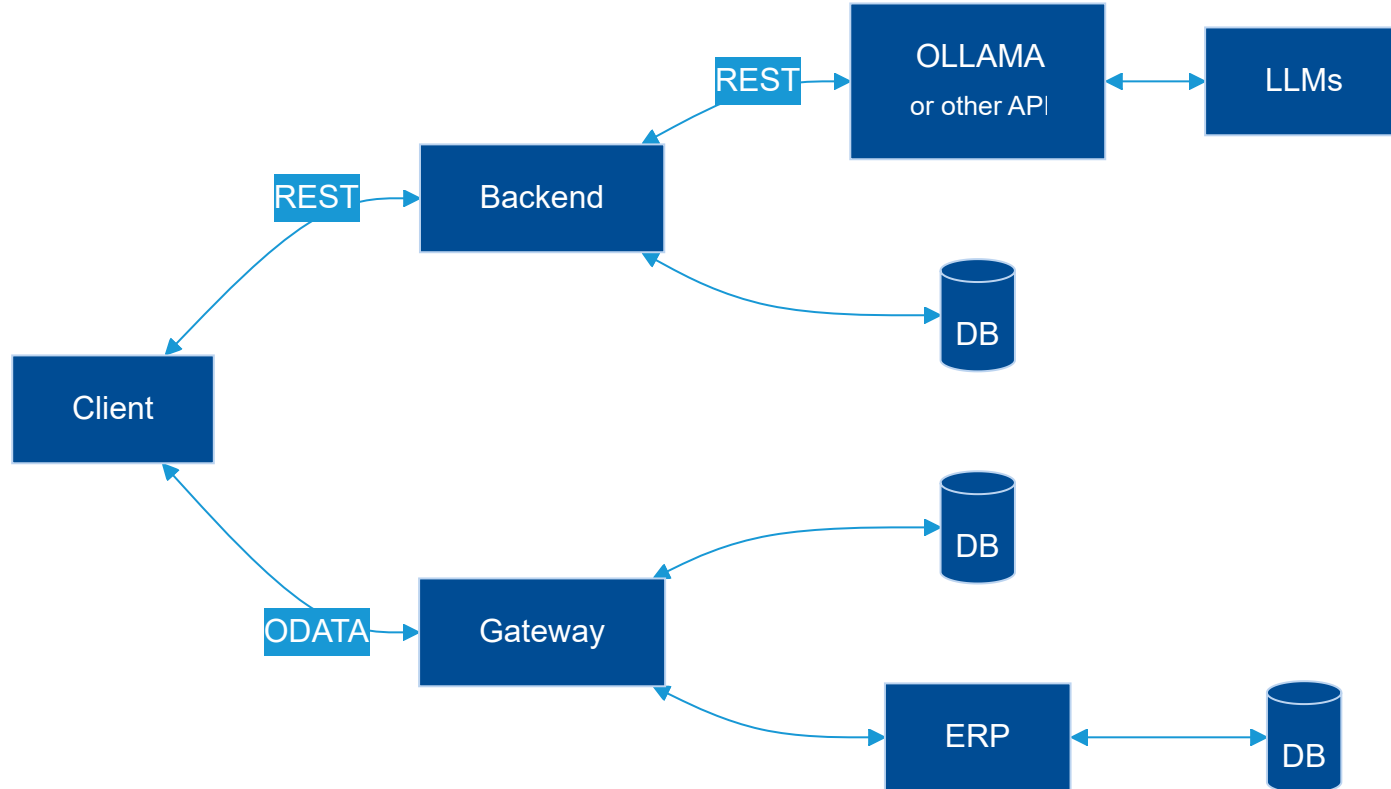 OLLAMA
or other API
LLMs
REST
Backend
REST
DB
Client
DB
ODATA
Gateway
ERP
DB